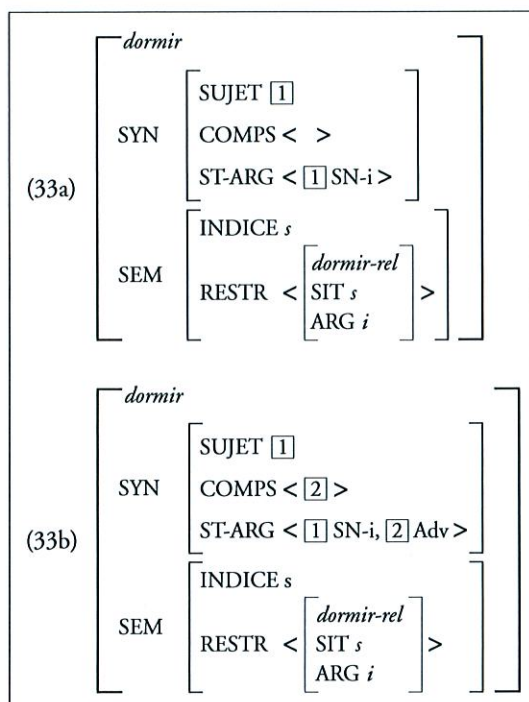 dormir
SUJET 1
SYN COMPS < >
ST-ARG < 1 SN-i >
(33a)
INDICE s
dormir-rel
SEM RESTR < SIT s >
ARG i
dormir
SUJET 1
SYN COMPS < 2 >
ST-ARG < 1 SN-i, 2 Adv >
(33b)
INDICE s
dormir-rel
SEM RESTR < SIT s >
ARG i